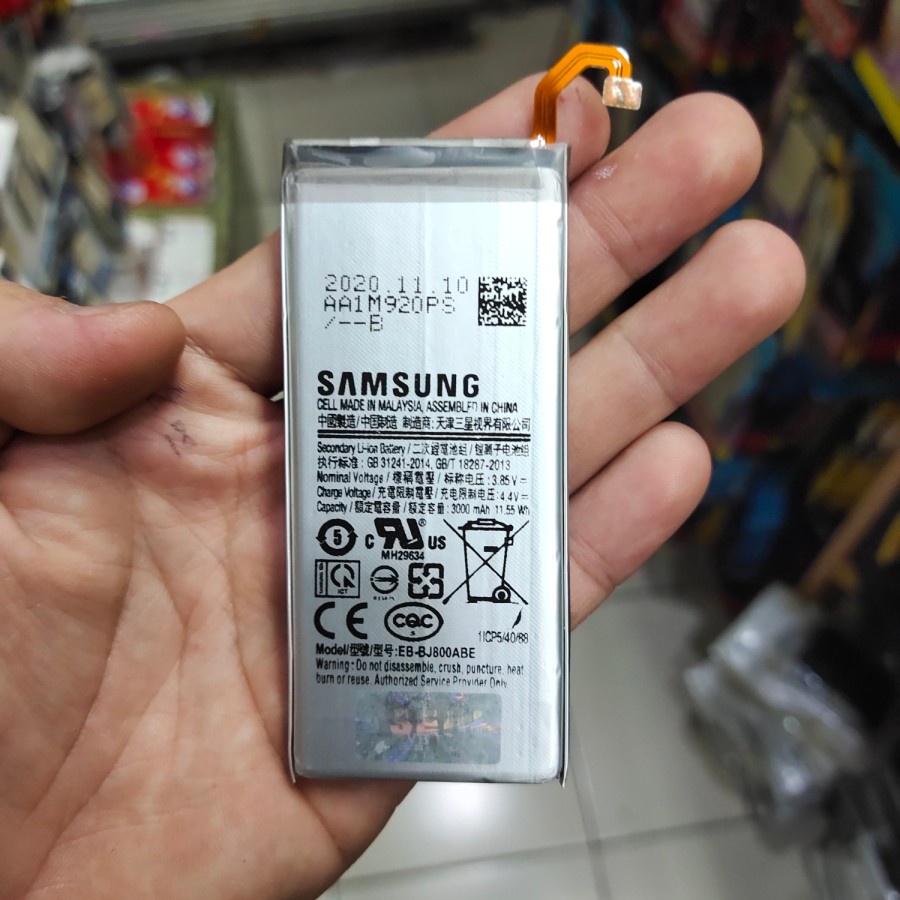 2020.11.10
AA1M920PS
/--B
SAMSUNG
CELL MADE IN MALAYSIA, ASSEMBLED IN CHINA
中國製造/中国制造 制造商: 天津三星视界有限公司
Secondary Li-ion Battery / 二次鋰電池組 / 锂离子电池组
执行标准 : GB 31241-2014, GB/T 18287-2013
Nominal Voltage / 標稱電壓 / 标称电压 : 3.85V ⎓
Charge Voltage / 充電限制電壓 / 充电限制电压 : 4.4V ⎓
Capacity / 額定電容量 / 额定容量 : 3000 mAh 11.55 Wh
5 c RU ® US
MH29634
ICT
CE CQC
S
1ICP5/40/88
Model/型號/型号:EB-BJ800ABE
Warning: Do not disassemble, crush, puncture, heat
burn or reuse. Authorized Service Provider Only.